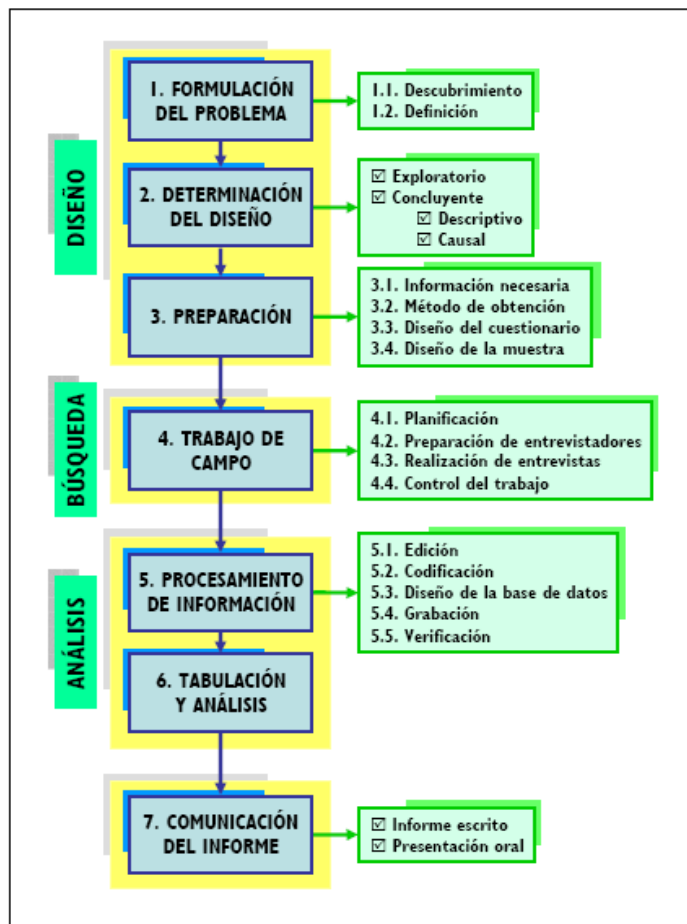 DISEÑO
1. FORMULACIÓN
DEL PROBLEMA
1.1. Descubrimiento
1.2. Definición
2. DETERMINACIÓN
DEL DISEÑO
☑ Exploratorio
☑ Concluyente
☑ Descriptivo
☑ Causal
3. PREPARACIÓN
3.1. Información necesaria
3.2. Método de obtención
3.3. Diseño del cuestionario
3.4. Diseño de la muestra
BÚSQUEDA
4. TRABAJO DE
CAMPO
4.1. Planificación
4.2. Preparación de entrevistadores
4.3. Realización de entrevistas
4.4. Control del trabajo
ANÁLISIS
5. PROCESAMIENTO
DE INFORMACIÓN
5.1. Edición
5.2. Codificación
5.3. Diseño de la base de datos
5.4. Grabación
5.5. Verificación
6. TABULACIÓN
Y ANÁLISIS
7. COMUNICACIÓN
DEL INFORME
☑ Informe escrito
☑ Presentación oral